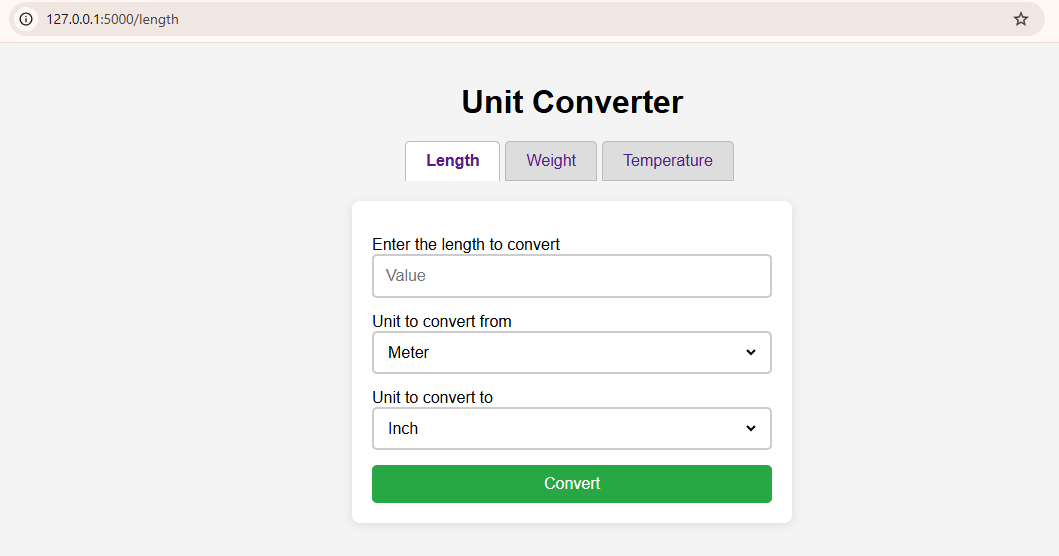 127.0.0.1:5000/length
Unit Converter
Length Weight Temperature
Enter the length to convert
Value
Unit to convert from
Meter
Unit to convert to
Inch
Convert